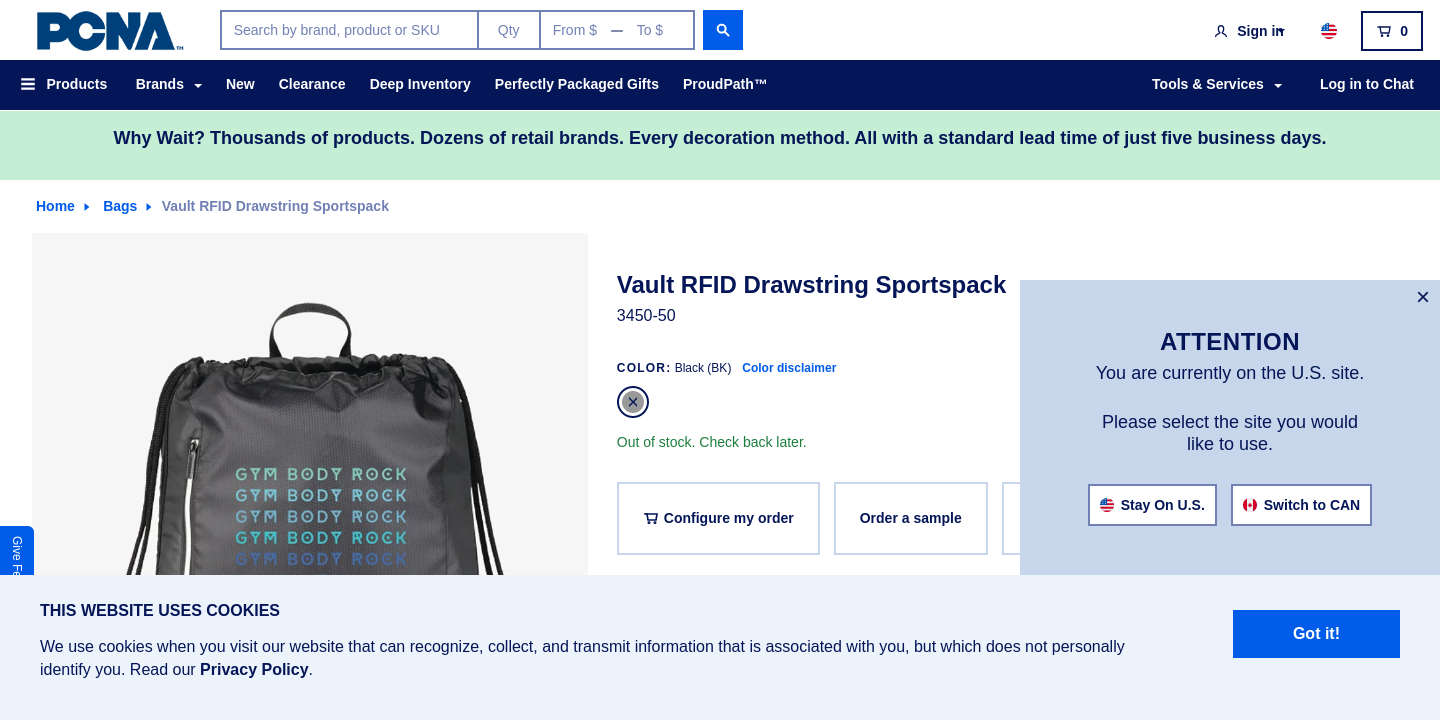 PCNA™
Search by brand, product or SKU
Qty
From $
To $
Sign in
0
Products
Brands
New
Clearance
Deep Inventory
Perfectly Packaged Gifts
ProudPath™
Tools & Services
Log in to Chat
Why Wait? Thousands of products. Dozens of retail brands. Every decoration method. All with a standard lead time of just five business days.
Home
Bags
Vault RFID Drawstring Sportspack
GYM BODY ROCK
GYM BODY ROCK
GYM BODY ROCK
GYM BODY ROCK
GYM BODY ROCK
Vault RFID Drawstring Sportspack
3450-50
COLOR: Black (BK) Color disclaimer
Out of stock. Check back later.
Configure my order
Order a sample
ATTENTION
You are currently on the U.S. site.
Please select the site you would
like to use.
Stay On U.S.
Switch to CAN
Give
THIS WEBSITE USES COOKIES
We use cookies when you visit our website that can recognize, collect, and transmit information that is associated with you, but which does not personally
identify you. Read our Privacy Policy.
Got it!